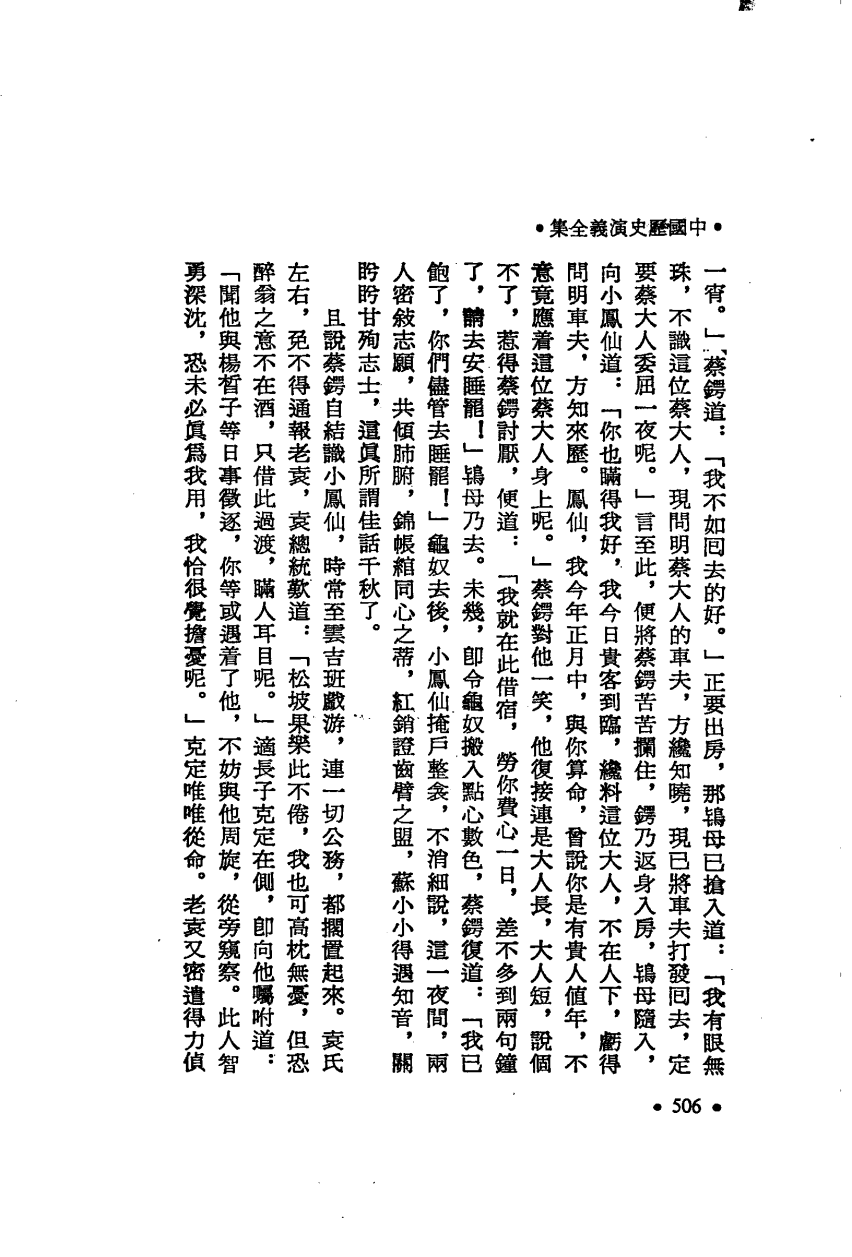 •中國歷史演義全集•
一宵。」蔡鍔道：「我不如回去的好。」正要出房，那鴇母已搶入道：「我有眼無
珠，不識這位蔡大人，現問明蔡大人的車夫，方纔知曉，現已將車夫打發回去，定
要蔡大人委屈一夜呢。」言至此，便將蔡鍔苦苦攔住，鍔乃返身入房，鴇母隨入，
向小鳳仙道：「你也瞞得我好，我今日貴客到臨，纔料這位大人，不在人下，虧得
問明車夫，方知來歷。鳳仙，我今年正月中，與你算命，曾說你是有貴人値年，不
意竟應着這位蔡大人身上呢。」蔡鍔對他一笑，他復接連是大人長，大人短，說個
不了，惹得蔡鍔討厭，便道：「我就在此借宿，勞你費心一日，差不多到兩句鐘
了，請去安睡罷！」鴇母乃去。未幾，卽令龜奴搬入點心數色，蔡鍔復道：「我已
飽了，你們儘管去睡罷！」龜奴去後，小鳳仙掩戶整衾，不消細說，這一夜間，兩
人密敍志願，共傾肺腑，錦帳綰同心之蒂，紅銷證齒臂之盟，蘇小小得遇知音，關
盼盼甘殉志士，這眞所謂佳話千秋了。
且說蔡鍔自結識小鳳仙，時常至雲吉班戲游，連一切公務，都擱置起來。袁氏
左右，免不得通報老袁，袁總統歎道：「松坡果樂此不倦，我也可高枕無憂，但恐
醉翁之意不在酒，只借此過渡，瞞人耳目呢。」適長子克定在側，卽向他囑咐道：
「聞他與楊皙子等日事徵逐，你等或遇着了他，不妨與他周旋，從旁窺察。此人智
勇深沈，恐未必眞爲我用，我恰很覺擔憂呢。」克定唯唯從命。老袁又密遣得力偵
•506•